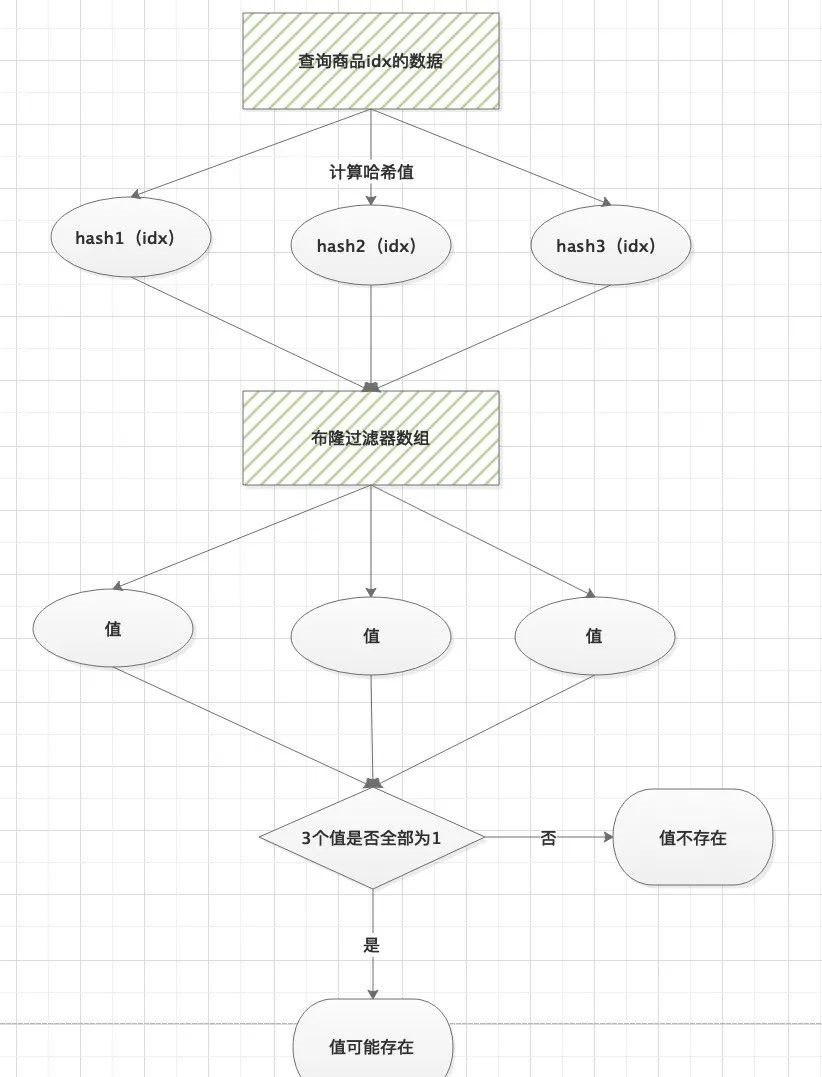 查询商品idx的数据
计算哈希值
hash1（idx）
hash2（idx）
hash3（idx）
布隆过滤器数组
值
值
值
3个值是否全部为1
否
值不存在
是
值可能存在